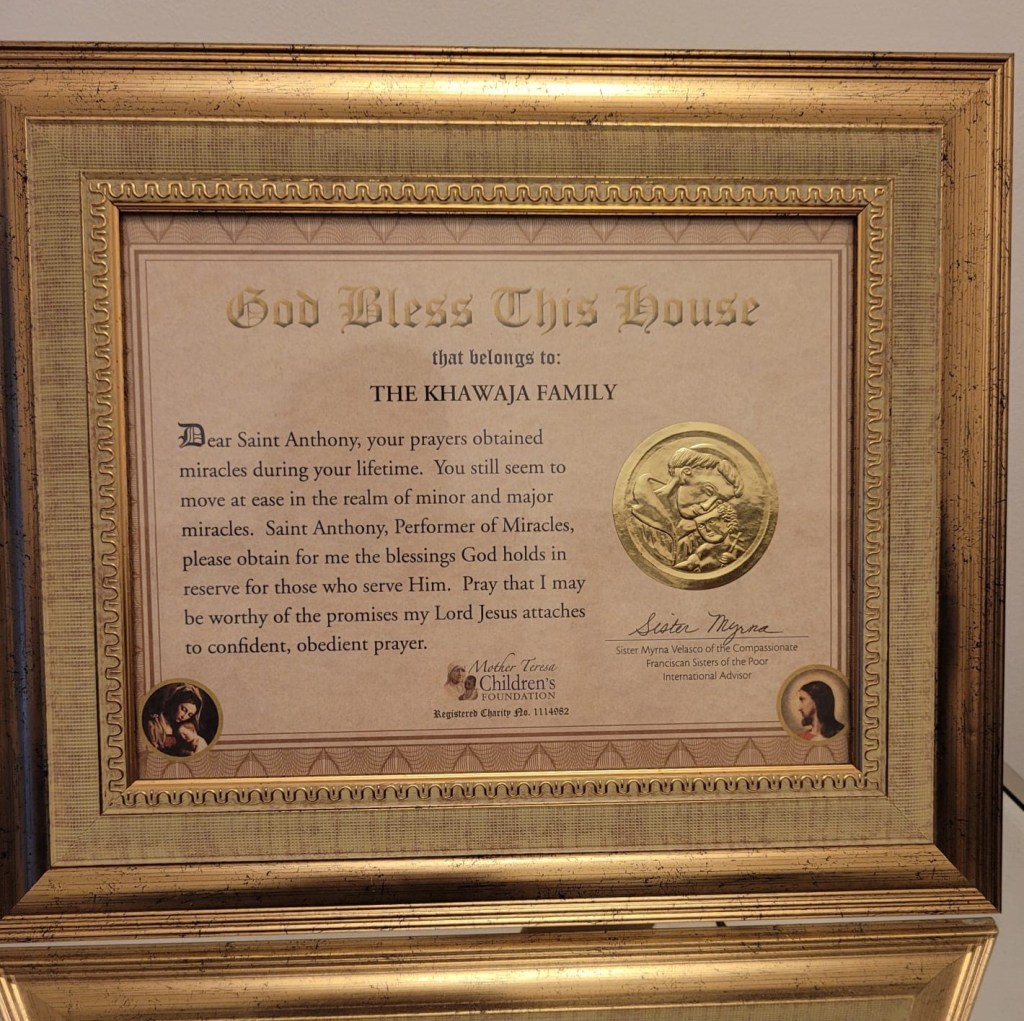 God Bless This House
that belongs to:
THE KHAWAJA FAMILY
Dear Saint Anthony, your prayers obtained
miracles during your lifetime. You still seem to
move at ease in the realm of minor and major
miracles. Saint Anthony, Performer of Miracles,
please obtain for me the blessings God holds in
reserve for those who serve Him. Pray that I may
be worthy of the promises my Lord Jesus attaches
to confident, obedient prayer.
Sister Myrna
Sister Myrna Velasco of the Compassionate
Franciscan Sisters of the Poor
International Advisor
Mother Teresa
Children's
FOUNDATION
Registered Charity No. 1114982